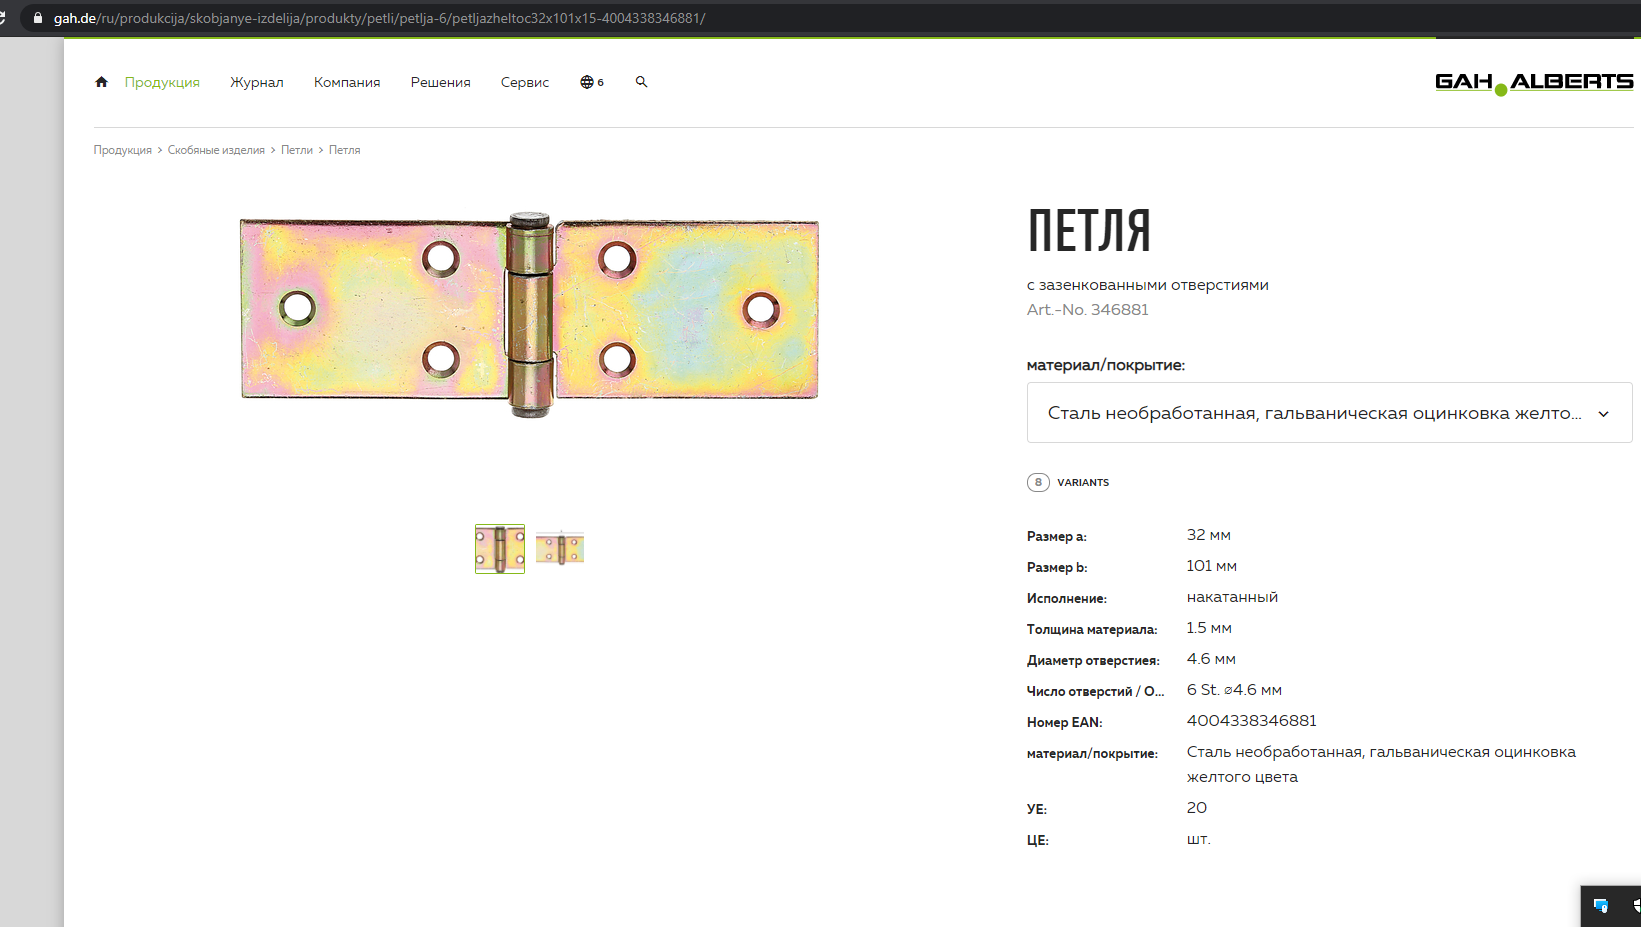 gah.de/ru/produkcija/skobjanye-izdelija/produkty/petli/petlja-6/petljazheltoc32x101x15-4004338346881/
Продукция Журнал Компания Решения Сервис 6
GAH.ALBERTS
Продукция > Скобяные изделия > Петли > Петля
ПЕТЛЯ
с зазенкованными отверстиями
Art.-No. 346881
материал/покрытие:
Сталь необработанная, гальваническая оцинковка желто...
8 VARIANTS
Размер a: 32 мм
Размер b: 101 мм
Исполнение: накатанный
Толщина материала: 1.5 мм
Диаметр отверстиея: 4.6 мм
Число отверстий / О... 6 St. ⌀4.6 мм
Номер EAN: 4004338346881
материал/покрытие: Сталь необработанная, гальваническая оцинковка
желтого цвета
УЕ: 20
ЦЕ: шт.